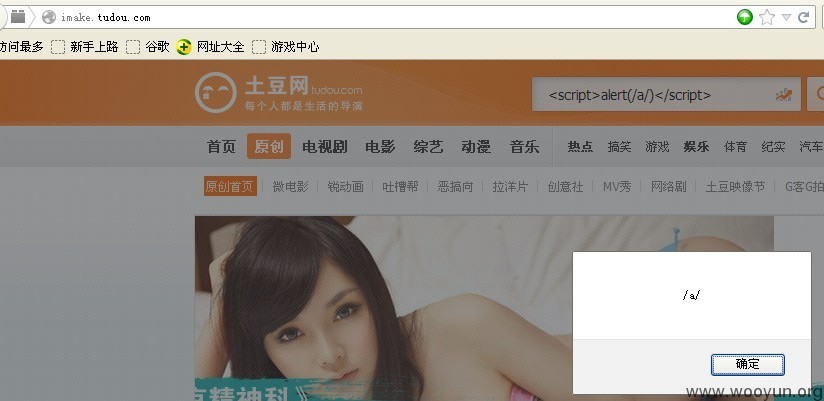 imake.tudou.com
访问最多 新手上路 谷歌 网址大全 游戏中心
土豆网 tudou.com
每个人都是生活的导演
<script>alert(/a/)</script>
首页 原创 电视剧 电影 综艺 动漫 音乐 热点 搞笑 游戏 娱乐 体育 纪实 汽车
原创首页 微电影 锐动画 吐槽帮 恶搞向 拉洋片 创意社 MV秀 网络剧 土豆映像节 G客G拍
/a/
确定
精神科》
www.wooyun.org